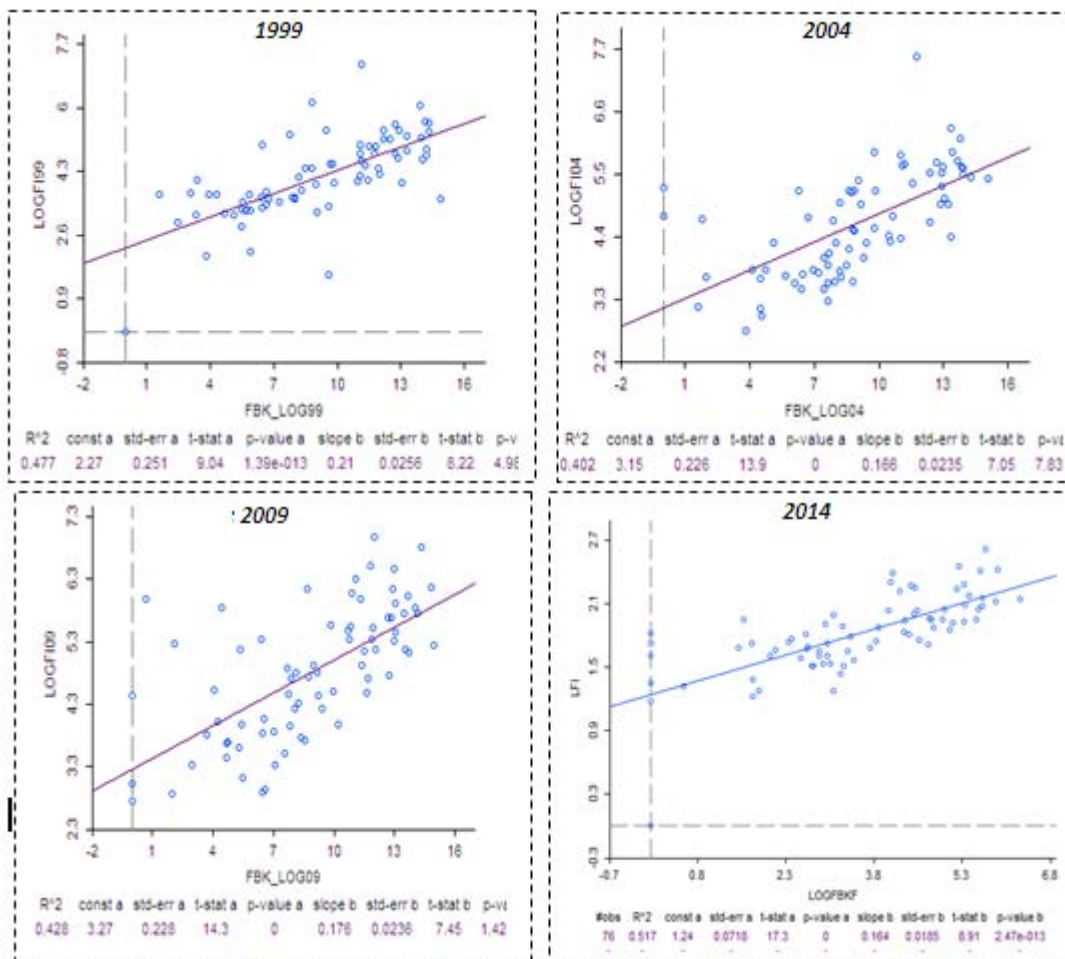 1999
7.7
6
4.3
2.6
0.9
-0.8
LOGFI99
-2 1 4 7 10 13 16
FBK_LOG99
R^2 const a std-err a t-stat a p-value a slope b std-err b t-stat b p-v
0.477 2.27 0.251 9.04 1.39e-013 0.21 0.0256 8.22 4.98
2004
7.7
6.6
5.5
4.4
3.3
2.2
LOGFI04
-2 1 4 7 10 13 16
FBK_LOG04
R^2 const a std-err a t-stat a p-value a slope b std-err b t-stat b p-va
0.402 3.15 0.226 13.9 0 0.166 0.0235 7.05 7.83
: 2009
7.3
6.3
5.3
4.3
3.3
2.3
LOGFI09
-2 1 4 7 10 13 16
FBK_LOG09
R^2 const a std-err a t-stat a p-value a slope b std-err b t-stat b p-va
0.428 3.27 0.228 14.3 0 0.176 0.0236 7.45 1.42
2014
2.7
2.1
1.5
0.9
0.3
-0.3
LFI
-0.7 0.8 2.3 3.8 5.3 6.8
LOGFBKF
#obs R^2 const a std-err a t-stat a p-value a slope b std-err b t-stat b p-value b
76 0.517 1.24 0.0718 17.3 0 0.164 0.0185 8.91 2.47e-013